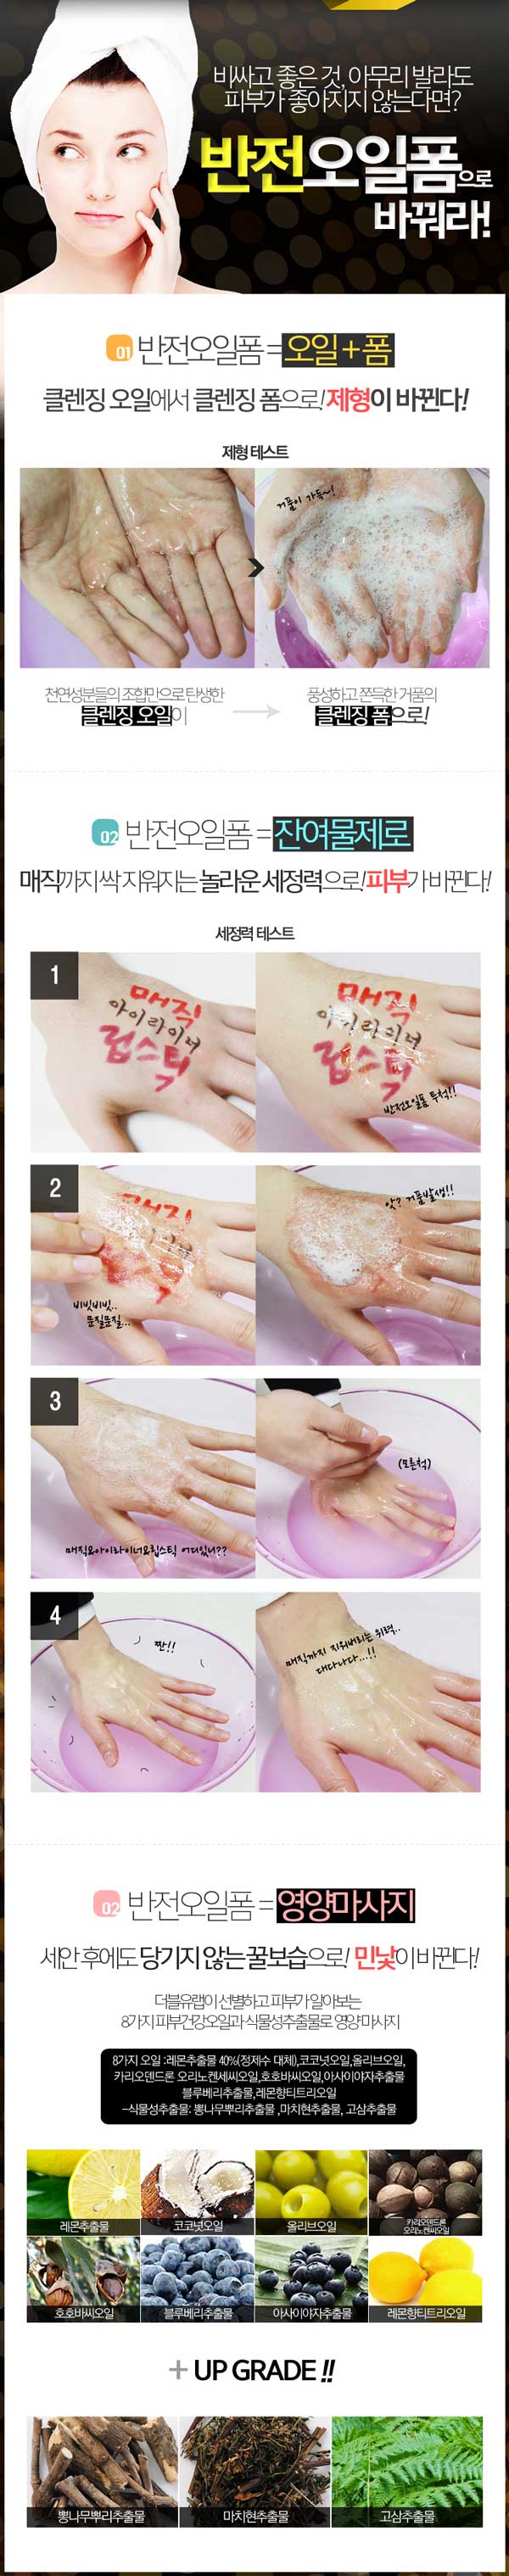 비싸고 좋은 것, 아무리 발라도
피부가 좋아지지 않는다면?
반전오일폼으로
바꿔라!
01 반전오일폼 = 오일+폼
클렌징 오일에서 클렌징 폼으로! 제형이 바뀐다!
제형 테스트
거품이 가득~!
천연성분들의 조합만으로 탄생한
클렌징 오일이
풍성하고 쫀득한 거품의
클렌징 폼으로!
02 반전오일폼 = 잔여물제로
매직까지 싹 지워지는 놀라운 세정력으로! 피부가 바뀐다!
세정력 테스트
1
매직
아이라이너
립스틱
매직
아이라이너
립스틱
반전오일폼 투척!!
2
매직
비빗비빗..
문질문질...
앗? 거품발생!!
3
매직&아이라이너&립스틱 어디있니??
(모른척)
4
짠!!
매직까지 지워버리는 위력..
대다나다...!!
02 반전오일폼 = 영양마사지
세안 후에도 당기지 않는 꿀보습으로! 민낯이 바뀐다!
더블유랩이 선별하고 피부가 알아보는
8가지 피부건강오일과 식물성추출물로 영양 마사지
8가지 오일 :레몬추출물 40%(정제수 대체),코코넛오일,올리브오일,
카리오덴드론 오리노켄세씨오일,호호바씨오일,아사이야자추출물
블루베리추출물,레몬향티트리오일
-식물성추출물: 뽕나무뿌리추출물 ,마치현추출물, 고삼추출물
레몬추출물
코코넛오일
올리브오일
카리오덴드론
오리노켄씨오일
호호바씨오일
블루베리추출물
아사이야자추출물
레몬향티트리오일
+ UP GRADE !!
뽕나무뿌리추출물
마치현추출물
고삼추출물